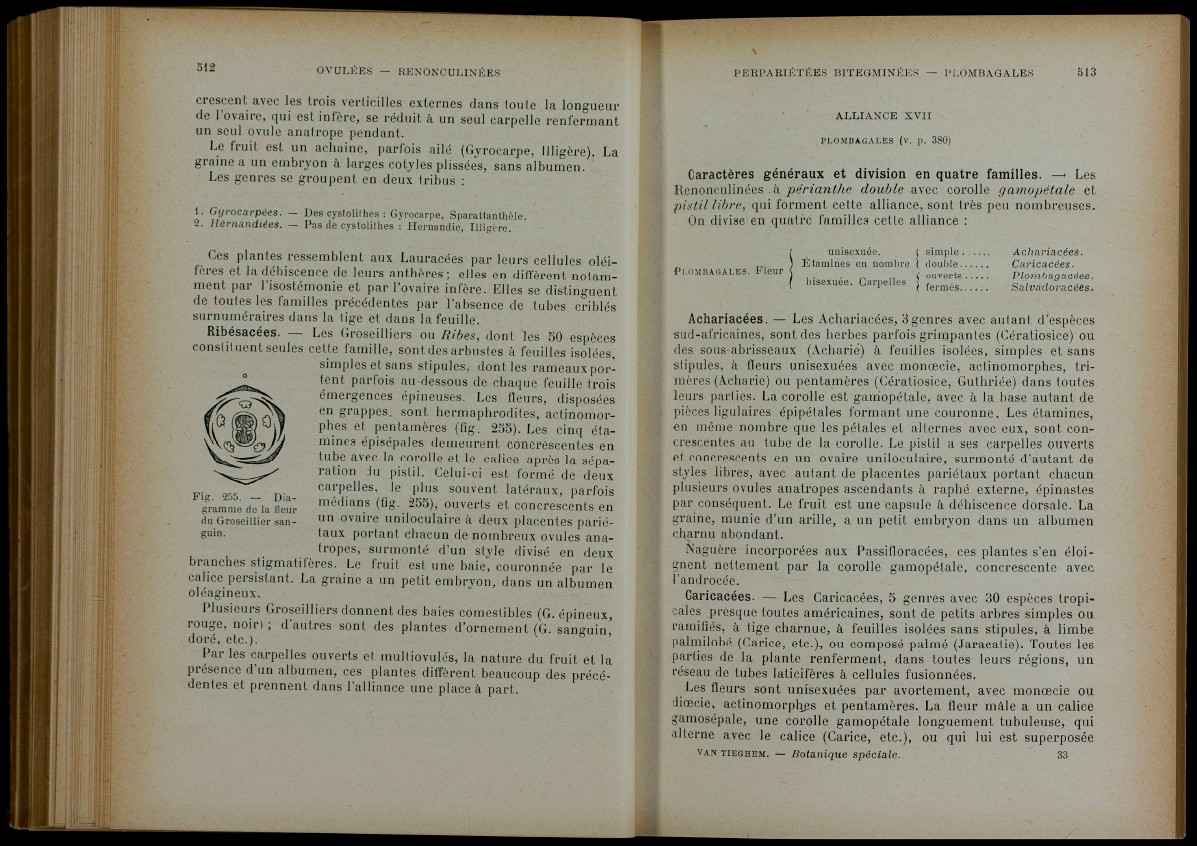 512
OVULÉES — RENONCULINÉES
crescent avec les trois verticilles externes dans toute la longueur
de l'ovaire, qui est infère, se réduit à un seul carpelle renfermant
un seul ovule anatrope pendant.
Le fruit est un achaine, parfois ailé (Gyrocarpe, Illigère). La
graine a un embryon à larges cotyles plissées, sans albumen.
Les genres se groupent en deux tribus :
1. Gyrocarpées. — Des cystolithes : Gyrocarpe, Sparattanthèle.
2. Hernandiées. — Pas de cystolithes : Hernandie, Illigère.
Ces plantes ressemblent aux Lauracées par leurs cellules oléi-
fères et la déhiscence de leurs anthères ; elles en diffèrent notam-
ment par l'isostémonie et par l'ovaire infère. Elles se distinguent
de toutes les familles précédentes par l'absence de tubes criblés
surnuméraires dans la tige et dans la feuille.
Ribésacées. — Les Groseilliers ou Ribes, dont les 50 espèces
constituent seules cette famille, sont des arbustes à feuilles isolées,
simples et sans stipules, dont les rameaux por-
tent parfois au-dessous de chaque feuille trois
émergences épineuses. Les fleurs, disposées
en grappes, sont hermaphrodites, actinomor-
phes et pentamères (fig. 255). Les cinq éta-
mines épisépales demeurent concrescentes en
tube avec la corolle et le calice après la sépa-
ration du pistil. Celui-ci est formé de deux
carpelles, le plus souvent latéraux, parfois
médians (fig. 255), ouverts et concrescents en
un ovaire uniloculaire à deux placentes parié-
taux portant chacun de nombreux ovules ana-
tropes, surmonté d'un style divisé en deux
Fig. 255. — Dia-
gramme de la fleur
du Groseillier san-
guin.
branches stigmatifères. Le fruit est une baie, couronnée par le
calice persistant. La graine a un petit embryon, dans un albumen
oléagineux.
Plusieurs Groseilliers donnent des baies comestibles (G. épineux,
rouge, noir) ; d'autres sont des plantes d'ornement (G. sanguin,
doré, etc.).
Par les carpelles ouverts et multiovulés, la nature du fruit et la
présence d'un albumen, ces plantes diffèrent beaucoup des précé-
dentes et prennent dans l'alliance une place à part.
PERPARIÉTÉES BITEGMINÉES — PLOMBAGALES 513
ALLIANCE XVII
PLOMBAGALES (v. p. 380)
Caractères généraux et division en quatre familles. — Les
Renonculinées à périanthe double avec corolle gamopétale et
pistil libre, qui forment cette alliance, sont très peu nombreuses.
On divise en quatre familles cette alliance :
unisexuée. simple...... Achariacées.
PLOMBAGALES. Fleur Étamines en nombre double...... Caricacées.
bisexuée. Carpelles ouverts..... Plombagacées.
fermés...... Salvadoracées.
Achariacées. — Les Achariacées, 3 genres avec autant d'espèces
sud-africaines, sont des herbes parfois grimpantes (Cératiosice) ou
des sous-abrisseaux (Acharie) à feuilles isolées, simples et sans
stipules, à fleurs unisexuées avec monœcie, actinomorphes, tri-
mères (Acharie) ou pentamères (Cératiosice, Guthriée) dans toutes
leurs parties. La corolle est gamopétale, avec à la base autant de
pièces ligulaires épipétales formant une couronne. Les étamines,
en même nombre que les pétales et alternes avec eux, sont con-
crescentes au tube de la corolle. Le pistil a ses carpelles ouverts
et concrescents en un ovaire uniloculaire, surmonté d'autant de
styles libres, avec autant de placentes pariétaux portant chacun
plusieurs ovules anatropes ascendants à raphé externe, épinastes
par conséquent. Le fruit est une capsule à déhiscence dorsale. La
graine, munie d'un arille, a un petit embryon dans un albumen
charnu abondant.
Naguère incorporées aux Passifloracées, ces plantes s'en éloi-
gnent nettement par la corolle gamopétale, concrescente avec
l'androcée.
Caricacées. — Les Caricacées, 5 genres avec 30 espèces tropi-
cales presque toutes américaines, sont de petits arbres simples ou
ramifiés, à tige charnue, à feuilles isolées sans stipules, à limbe
palmilobé (Carice, etc.), ou composé palmé (Jaracatie). Toutes les
parties de la plante renferment, dans toutes leurs régions, un
réseau de tubes laticifères à cellules fusionnées.
Les fleurs sont unisexuées par avortement, avec monœcie ou
diœcie, actinomorphes et pentamères. La fleur mâle a un calice
gamosépale, une corolle gamopétale longuement tubuleuse, qui
alterne avec le calice (Carice, etc.), ou qui lui est superposée
VAN TIEGHEM. — Botanique spéciale. 33